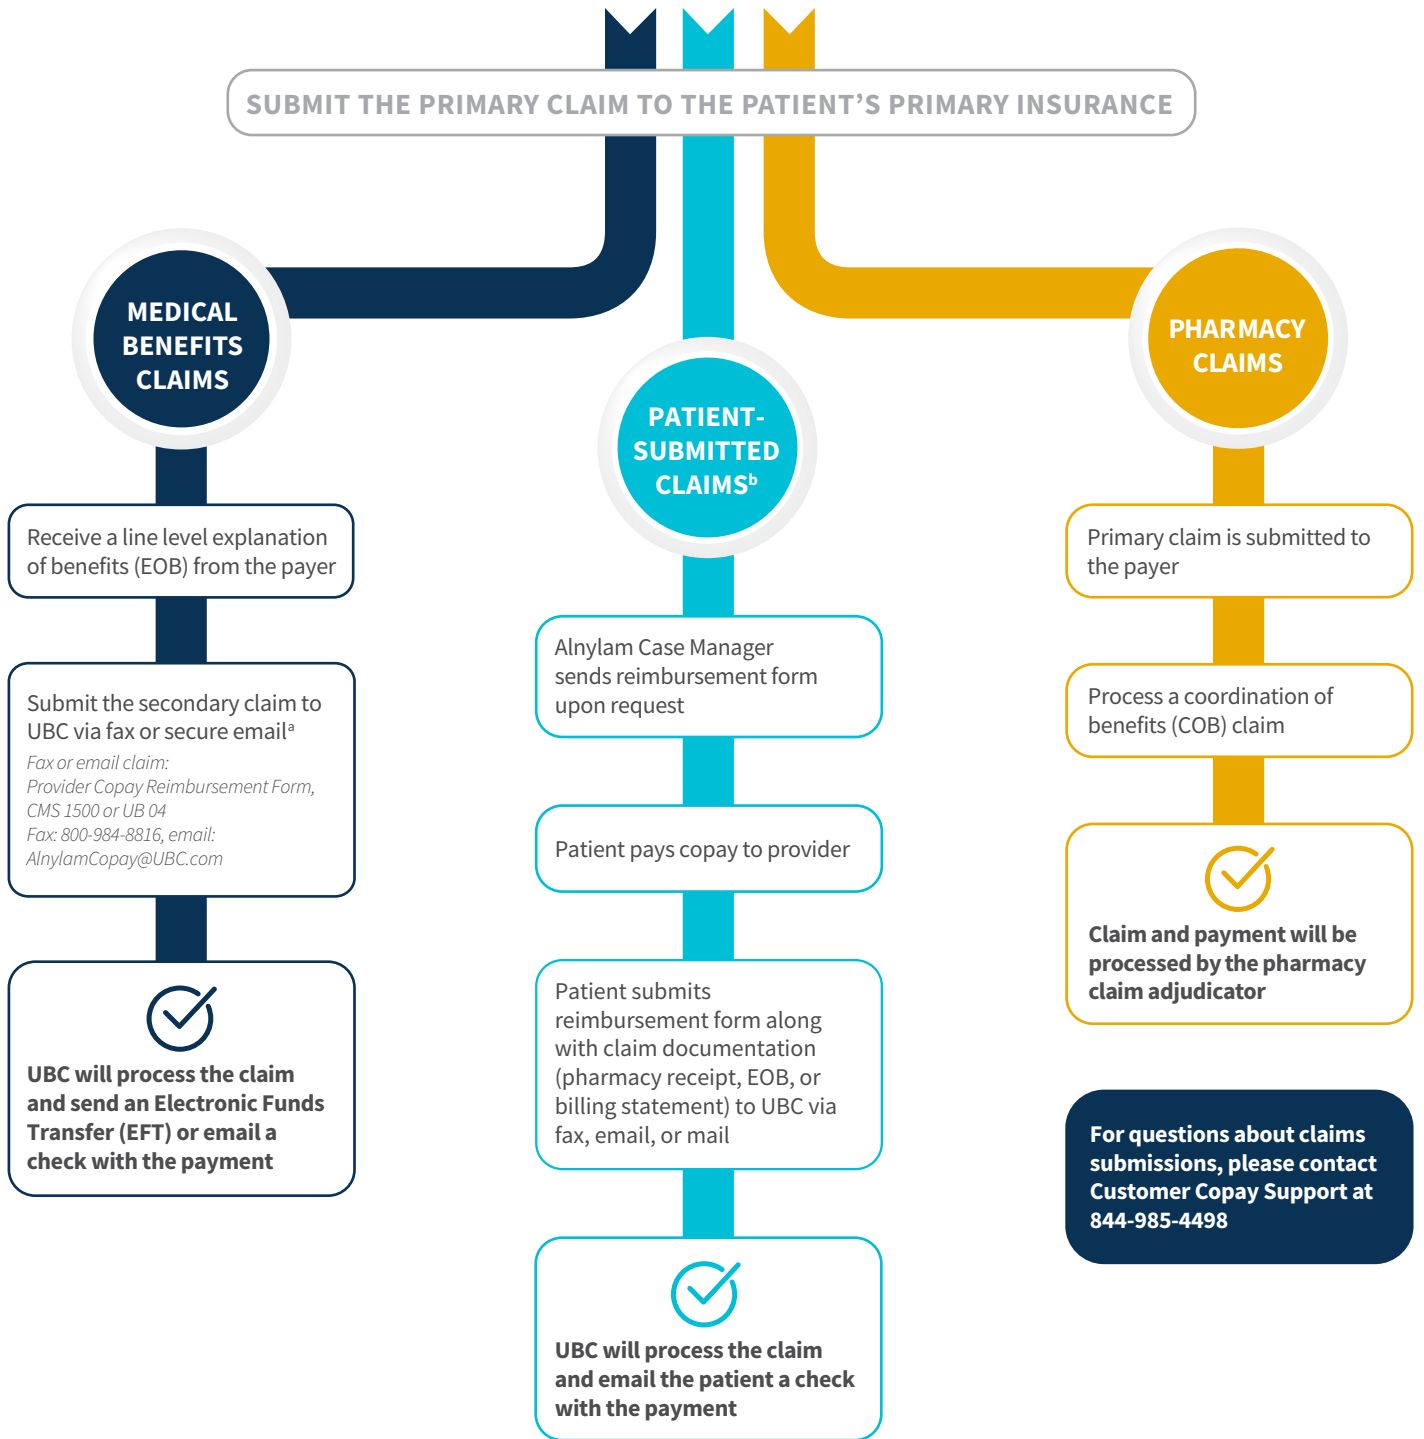 SUBMIT THE PRIMARY CLAIM TO THE PATIENT’S PRIMARY INSURANCE
MEDICAL
BENEFITS
CLAIMS
Receive a line level explanation
of benefits (EOB) from the payer
Submit the secondary claim to
UBC via fax or secure emailᵃ
Fax or email claim:
Provider Copay Reimbursement Form,
CMS 1500 or UB 04
Fax: 800-984-8816, email:
AlnylamCopay@UBC.com
UBC will process the claim
and send an Electronic Funds
Transfer (EFT) or email a
check with the payment
PATIENT-
SUBMITTED
CLAIMSᵇ
Alnylam Case Manager
sends reimbursement form
upon request
Patient pays copay to provider
Patient submits
reimbursement form along
with claim documentation
(pharmacy receipt, EOB, or
billing statement) to UBC via
fax, email, or mail
UBC will process the claim
and email the patient a check
with the payment
PHARMACY
CLAIMS
Primary claim is submitted to
the payer
Process a coordination of
benefits (COB) claim
Claim and payment will be
processed by the pharmacy
claim adjudicator
For questions about claims
submissions, please contact
Customer Copay Support at
844-985-4498